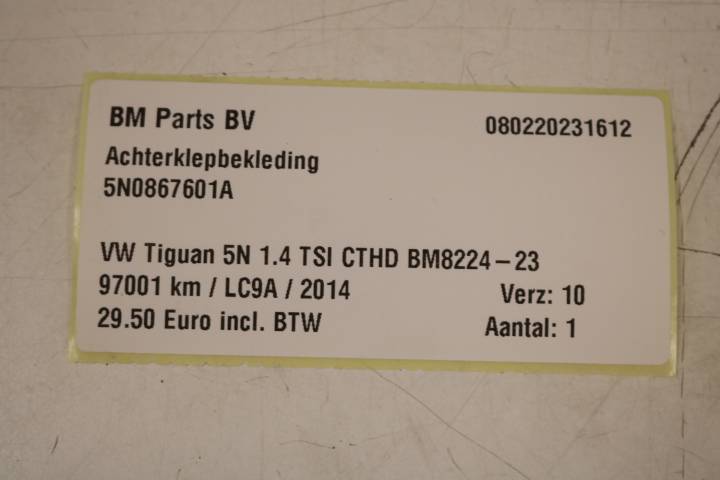 BM Parts BV 080220231612
Achterklepbekleding
5N0867601A
VW Tiguan 5N 1.4 TSI CTHD BM8224-23
97001 km / LC9A / 2014 Verz: 10
29.50 Euro incl. BTW Aantal: 1